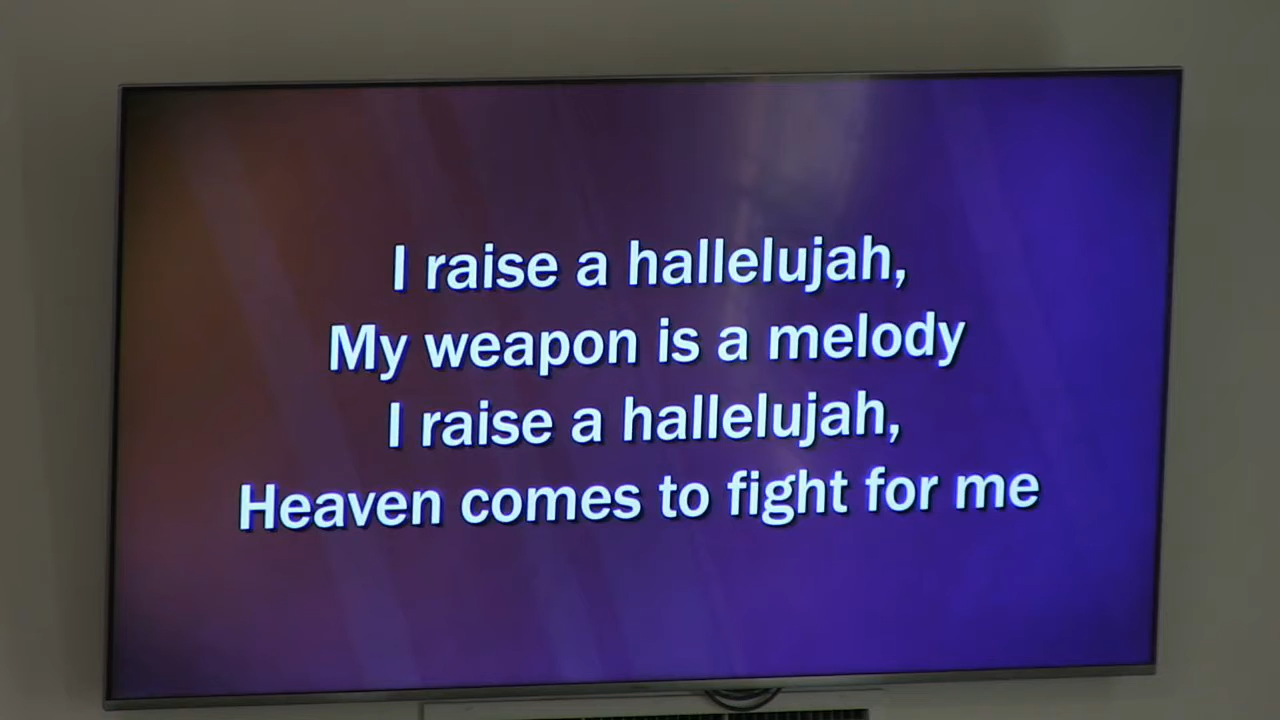 I raise a hallelujah,
My weapon is a melody
I raise a hallelujah,
Heaven comes to fight for me